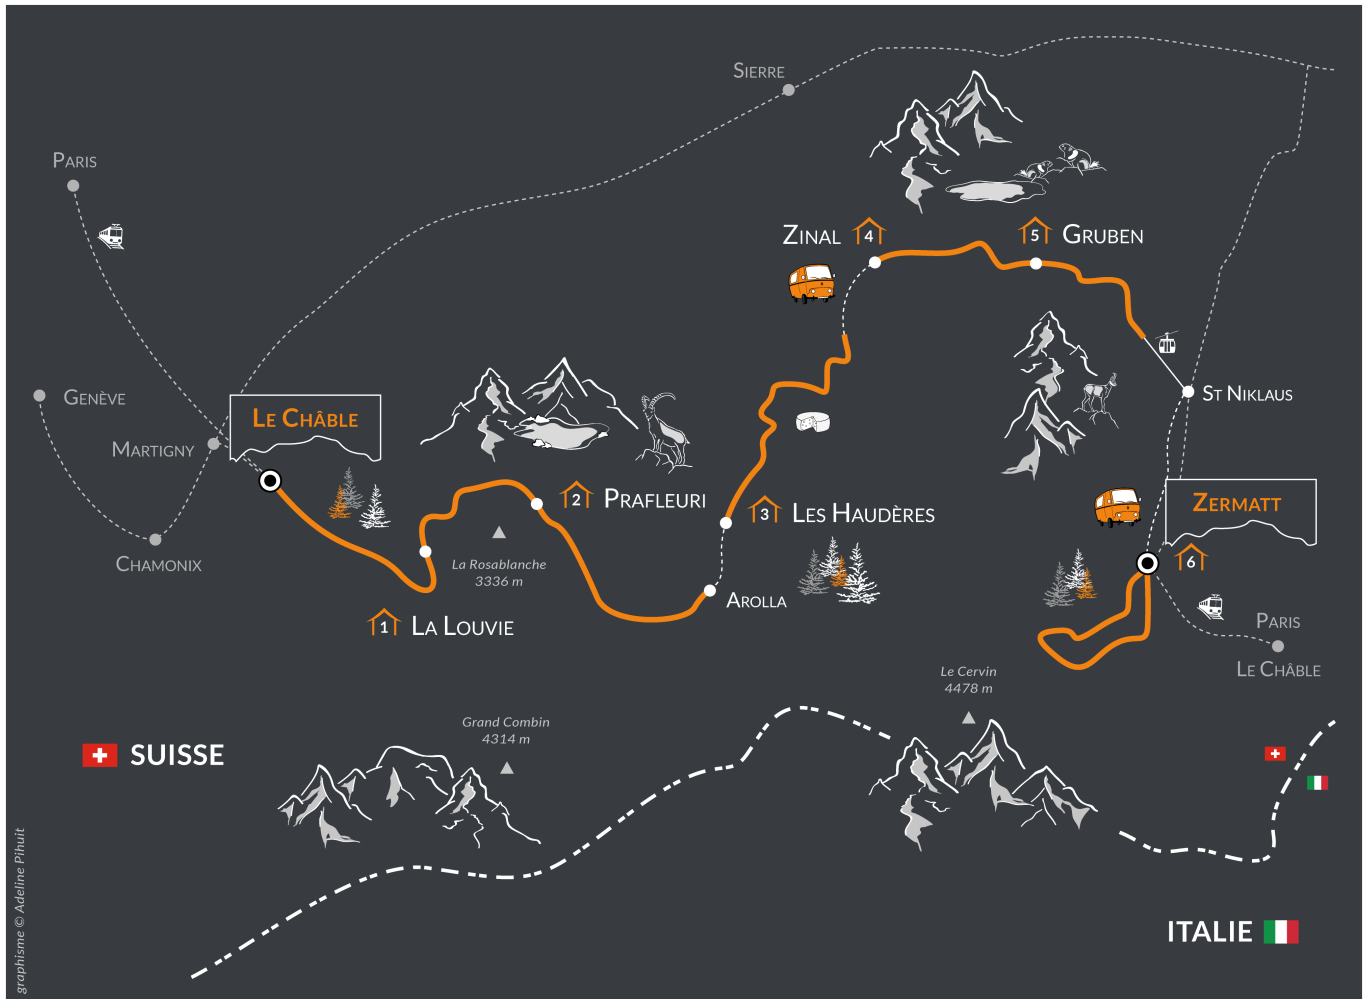 SIERRE
PARIS
ZINAL 4
5 GRUBEN
GENÈVE
LE CHÂBLE
MARTIGNY
ST NIKLAUS
2 PRAFLEURI
3 LES HAUDÈRES
ZERMATT
6
CHAMONIX
La Rosablanche
3336 m
AROLLA
1 LA LOUVIE
PARIS
LE CHÂBLE
Le Cervin
4478 m
Grand Combin
4314 m
SUISSE
ITALIE
graphisme © Adeline Pihuit